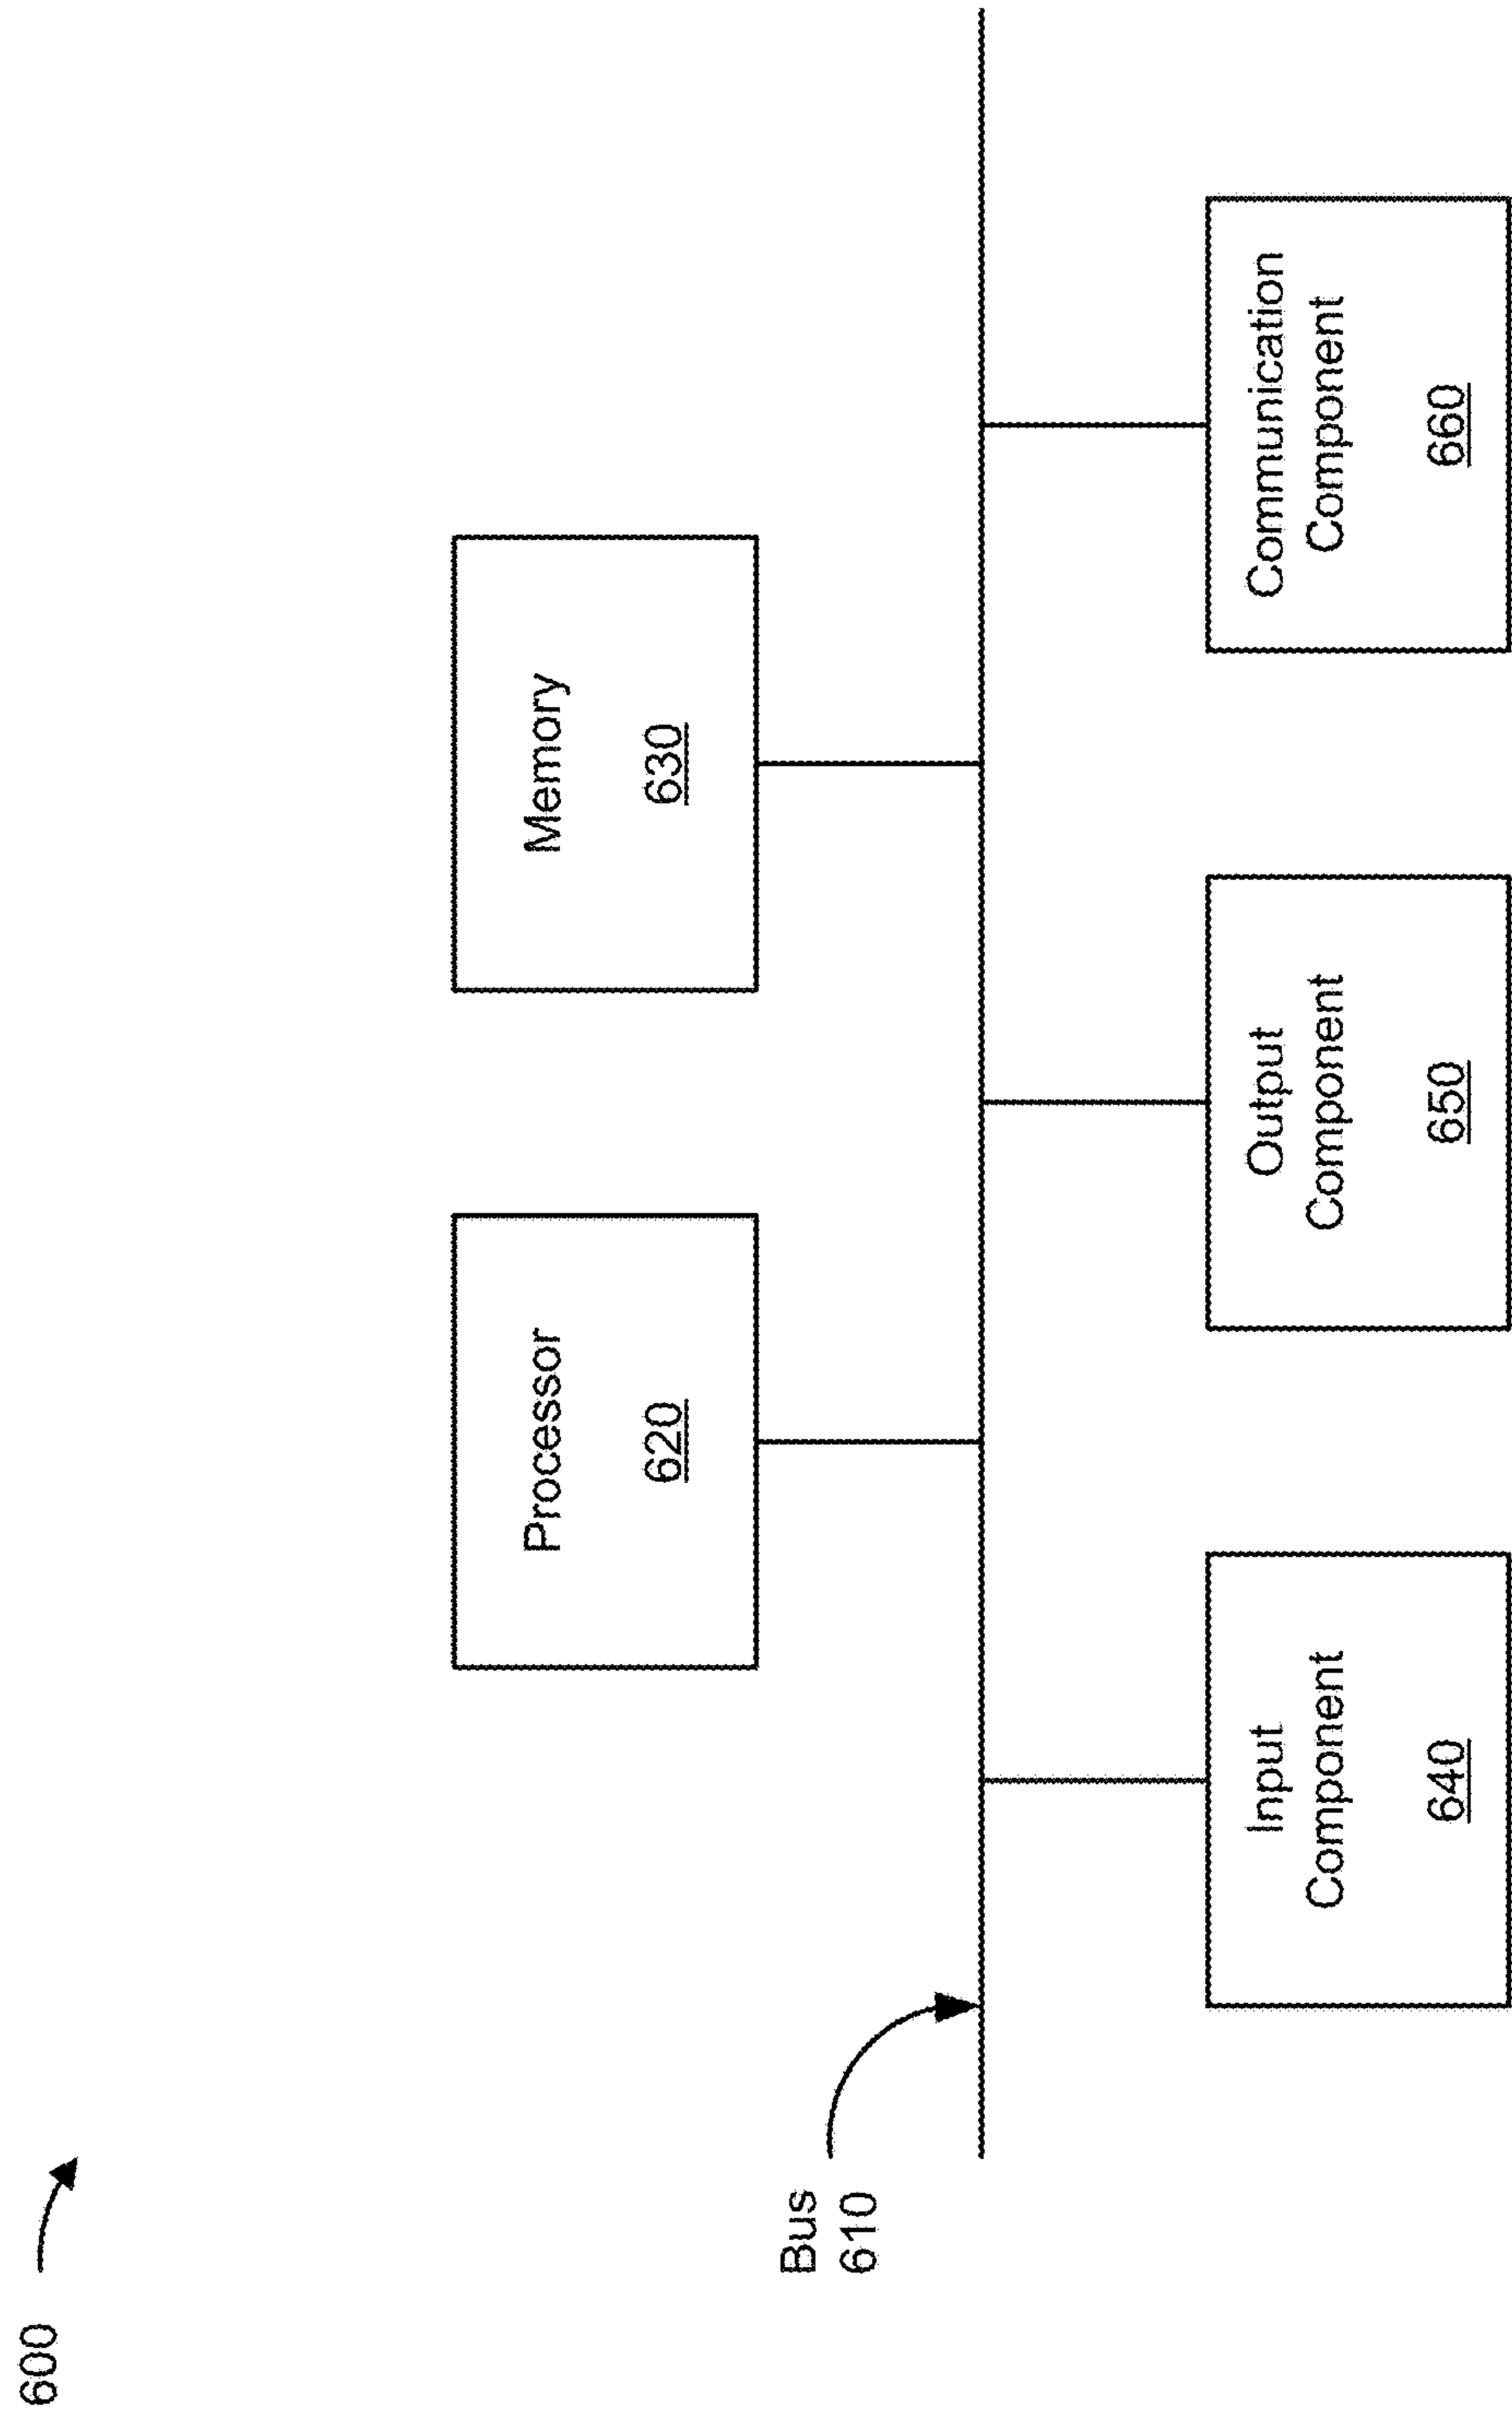 600
Processor
620
Memory
630
Bus
610
Input
Component
640
Output
Component
650
Communication
Component
660